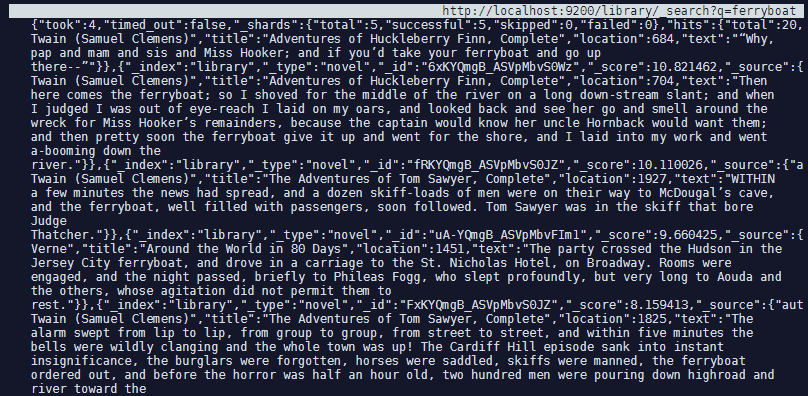 http://localhost:9200/library/_search?q=ferryboat
{"took":4,"timed_out":false,"_shards":{"total":5,"successful":5,"skipped":0,"failed":0},"hits":{"total":20,
Twain (Samuel Clemens)","title":"Adventures of Huckleberry Finn, Complete","location":684,"text":"“Why,
pap and mam and sis and Miss Hooker; and if you’d take your ferryboat and go up
there--”"}},{"_index":"library","_type":"novel","_id":"6xKYQmgB_ASVpMbvS0Wz","_score":10.821462,"_source":{
Twain (Samuel Clemens)","title":"Adventures of Huckleberry Finn, Complete","location":704,"text":"Then
here comes the ferryboat; so I shoved for the middle of the river on a long down-stream slant; and when
I judged I was out of eye-reach I laid on my oars, and looked back and see her go and smell around the
wreck for Miss Hooker’s remainders, because the captain would know her uncle Hornback would want them;
and then pretty soon the ferryboat give it up and went for the shore, and I laid into my work and went
a-booming down the
river."}},{"_index":"library","_type":"novel","_id":"fRKYQmgB_ASVpMbvS0JZ","_score":10.110026,"_source":{"a
Twain (Samuel Clemens)","title":"The Adventures of Tom Sawyer, Complete","location":1927,"text":"WITHIN
a few minutes the news had spread, and a dozen skiff-loads of men were on their way to McDougal’s cave,
and the ferryboat, well filled with passengers, soon followed. Tom Sawyer was in the skiff that bore
Judge
Thatcher."}},{"_index":"library","_type":"novel","_id":"uA-YQmgB_ASVpMbvFIm1","_score":9.660425,"_source":{
Verne","title":"Around the World in 80 Days","location":1451,"text":"The party crossed the Hudson in the
Jersey City ferryboat, and drove in a carriage to the St. Nicholas Hotel, on Broadway. Rooms were
engaged, and the night passed, briefly to Phileas Fogg, who slept profoundly, but very long to Aouda and
the others, whose agitation did not permit them to
rest."}},{"_index":"library","_type":"novel","_id":"FxKYQmgB_ASVpMbvS0JZ","_score":8.159413,"_source":{"aut
Twain (Samuel Clemens)","title":"The Adventures of Tom Sawyer, Complete","location":1825,"text":"The
alarm swept from lip to lip, from group to group, from street to street, and within five minutes the
bells were wildly clanging and the whole town was up! The Cardiff Hill episode sank into instant
insignificance, the burglars were forgotten, horses were saddled, skiffs were manned, the ferryboat
ordered out, and before the horror was half an hour old, two hundred men were pouring down highroad and
river toward the